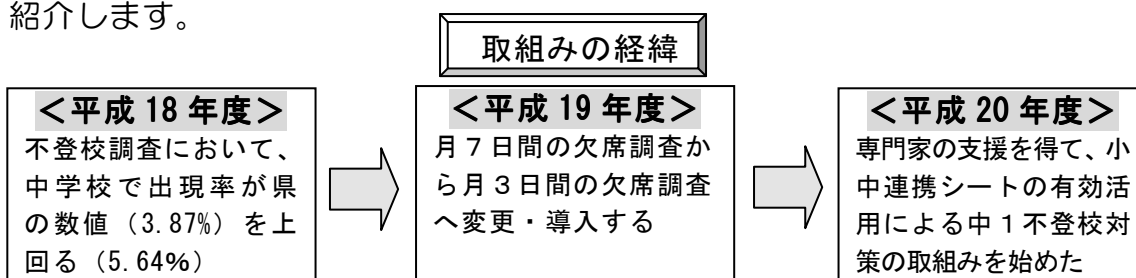 紹介します。
取組みの経緯
＜平成 18 年度＞
不登校調査において、
中学校で出現率が県
の数値（3.87%）を上
回る（5.64%）
＜平成 19 年度＞
月７日間の欠席調査か
ら月３日間の欠席調査
へ変更・導入する
＜平成 20 年度＞
専門家の支援を得て、小
中連携シートの有効活
用による中１不登校対
策の取組みを始めた